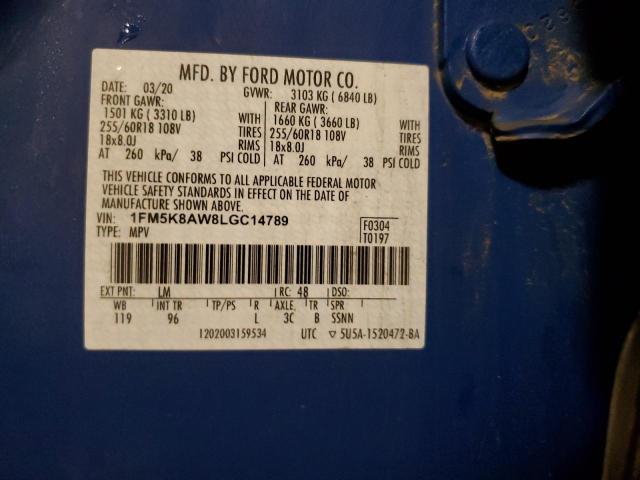 MFD. BY FORD MOTOR CO.
DATE: 03/20 GVWR: 3103 KG ( 6840 LB)
FRONT GAWR: REAR GAWR:
1501 KG ( 3310 LB) WITH 1660 KG ( 3660 LB) WITH
255/60R18 108V TIRES 255/60R18 108V TIRES
18x8.0J RIMS 18x8.0J RIMS
AT 260 kPa/ 38 PSI COLD AT 260 kPa/ 38 PSI COLD
THIS VEHICLE CONFORMS TO ALL APPLICABLE FEDERAL MOTOR
VEHICLE SAFETY STANDARDS IN EFFECT ON THE DATE OF
MANUFACTURE SHOWN ABOVE.
VIN: 1FM5K8AW8LGC14789 F0304
TYPE: MPV T0197
EXT PNT: LM RC: 48 DSO:
WB INT TR TP/PS R AXLE TR SPR
119 96 L 3C B SSNN
1202003159534 UTC ▽ 5U5A-1520472-BA